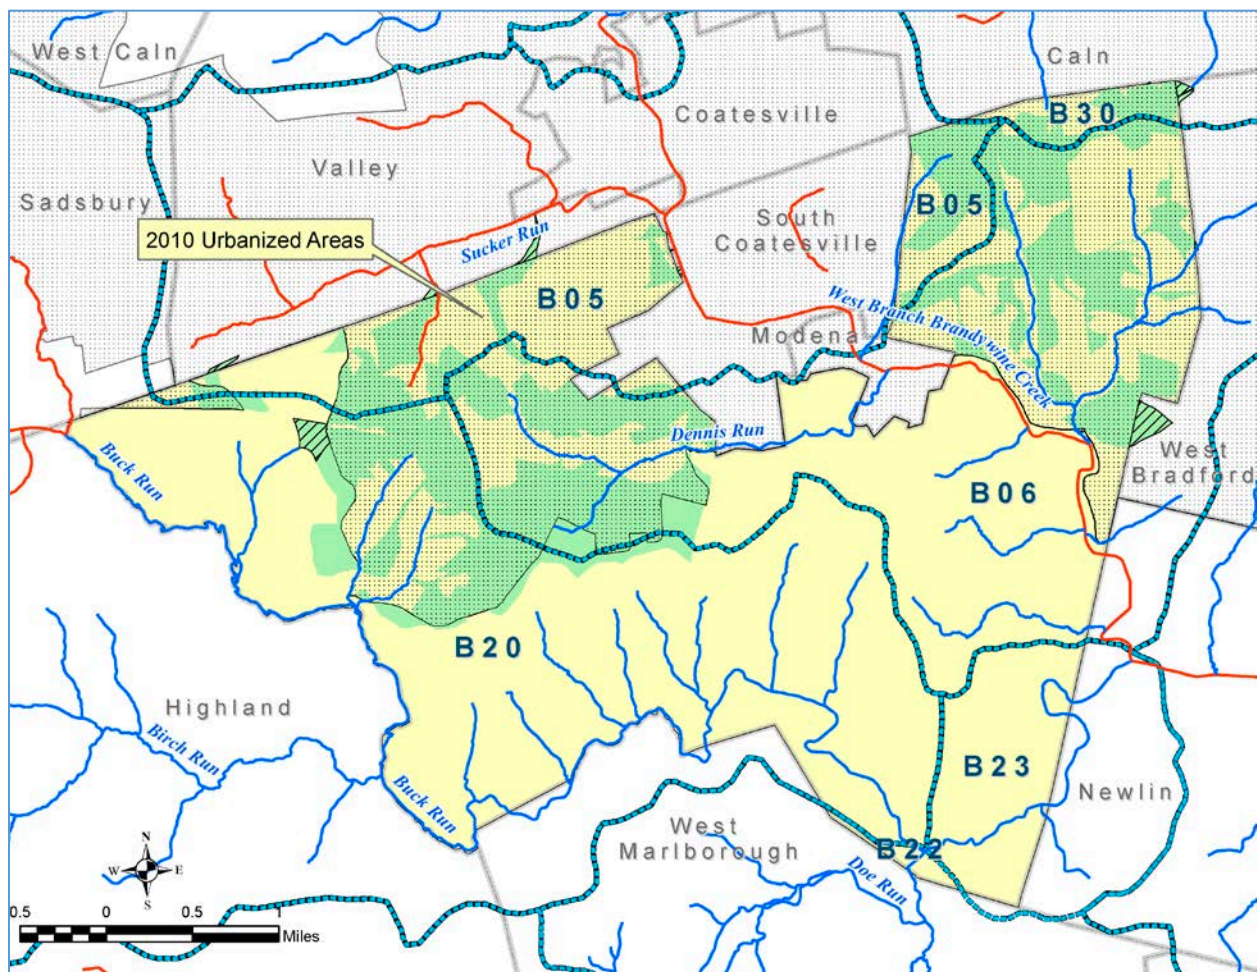 West Caln
Caln
B30
Coatesville
Valley
Sadsbury
B05
South
Coatesville
2010 Urbanized Areas
Sucker Run
B05
West Branch Brandywine Creek
Modena
Dennis Run
West
Bradford
Buck Run
B06
B20
Highland
Birch Run
B23
Newlin
Buck Run
West
Marlborough
B22
Doe Run
N
W
E
S
0.5
0
0.5
1
Miles